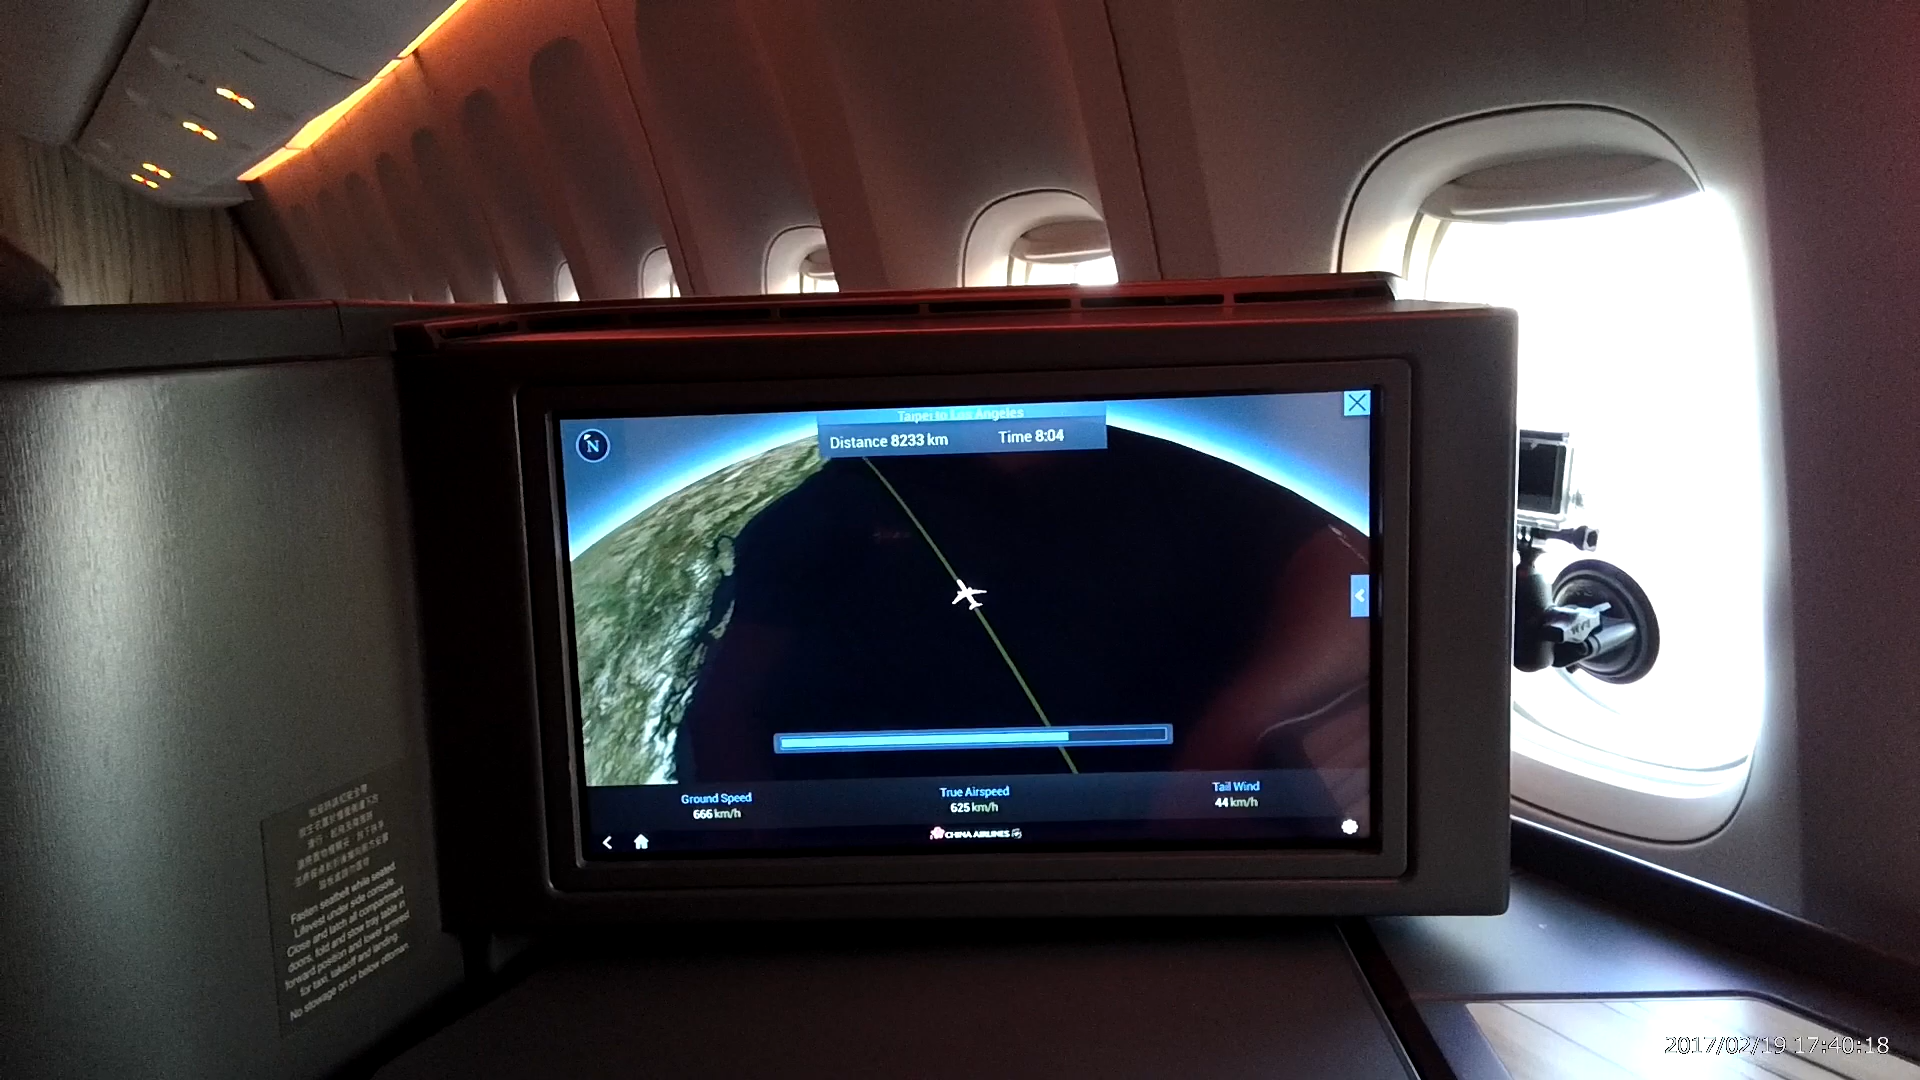 Taipei to Los Angeles
Distance 8233 km
Time 8:04
N
Ground Speed
666 km/h
True Airspeed
625 km/h
Tail Wind
44 km/h
CHINA AIRLINES
Fasten seatbelt while seated.
Lifevest under side console.
Close and latch all compartment
doors, fold and stow tray table in
forward position and lower armrest
for taxi, takeoff and landing.
No stowage on or below ottoman.
2017/02/19 17:40:18